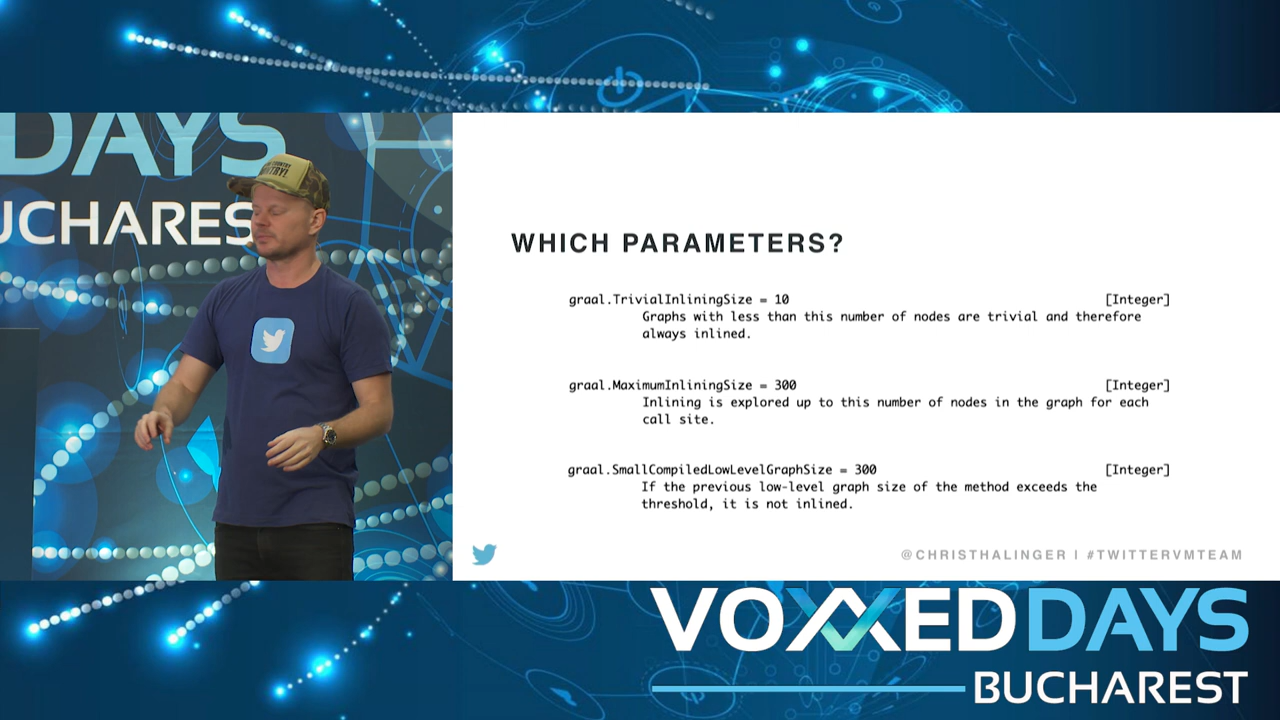 DAYS
UCHAREST
WHICH PARAMETERS?
graal.TrivialInliningSize = 10 [Integer]
Graphs with less than this number of nodes are trivial and therefore
always inlined.
graal.MaximumInliningSize = 300 [Integer]
Inlining is explored up to this number of nodes in the graph for each
call site.
graal.SmallCompiledLowLevelGraphSize = 300 [Integer]
If the previous low-level graph size of the method exceeds the
threshold, it is not inlined.
@CHRISTHALINGER | #TWITTERVMTEAM
VOXXED DAYS
BUCHAREST